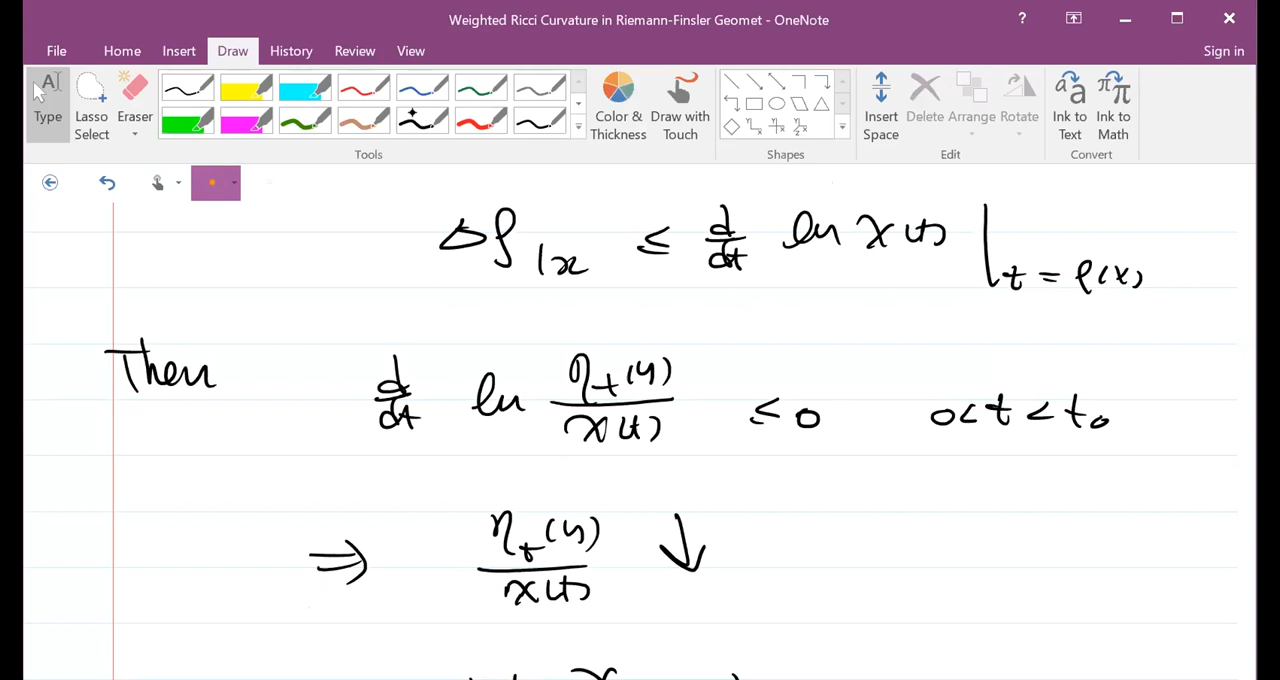 Weighted Ricci Curvature in Riemann-Finsler Geomet - OneNote
?
File Home Insert Draw History Review View Sign in
Type Lasso Select Eraser Color & Thickness Draw with Touch Insert Space Delete Arrange Rotate Ink to Text Ink to Math
Tools Shapes Edit Convert
Δρ|x ≤ d/dt ln χ(t) |t = ρ(x)
Then d/dt ln ηt(y)/χ(t) ≤ 0 0 < t < t₀
⇒ ηt(y)/χ(t) ↓